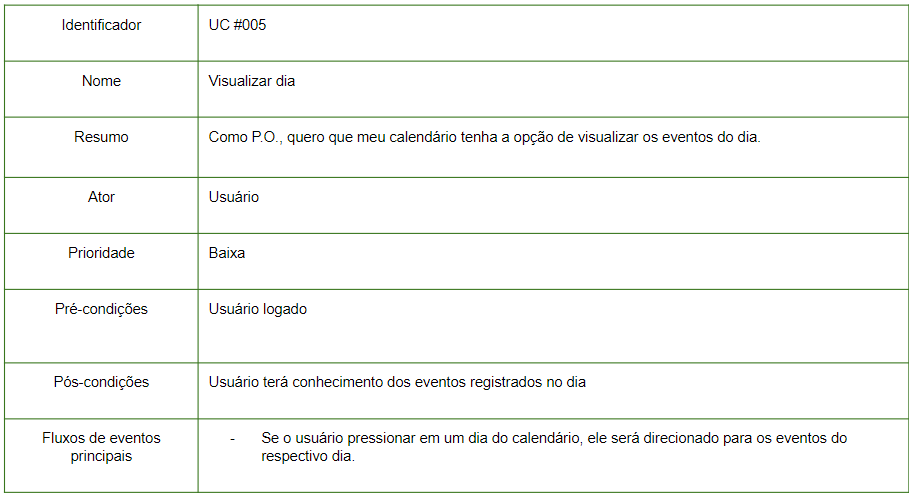 Identificador UC #005
Nome Visualizar dia
Resumo Como P.O., quero que meu calendário tenha a opção de visualizar os eventos do dia.
Ator Usuário
Prioridade Baixa
Pré-condições Usuário logado
Pós-condições Usuário terá conhecimento dos eventos registrados no dia
Fluxos de eventos principais
- Se o usuário pressionar em um dia do calendário, ele será direcionado para os eventos do
respectivo dia.